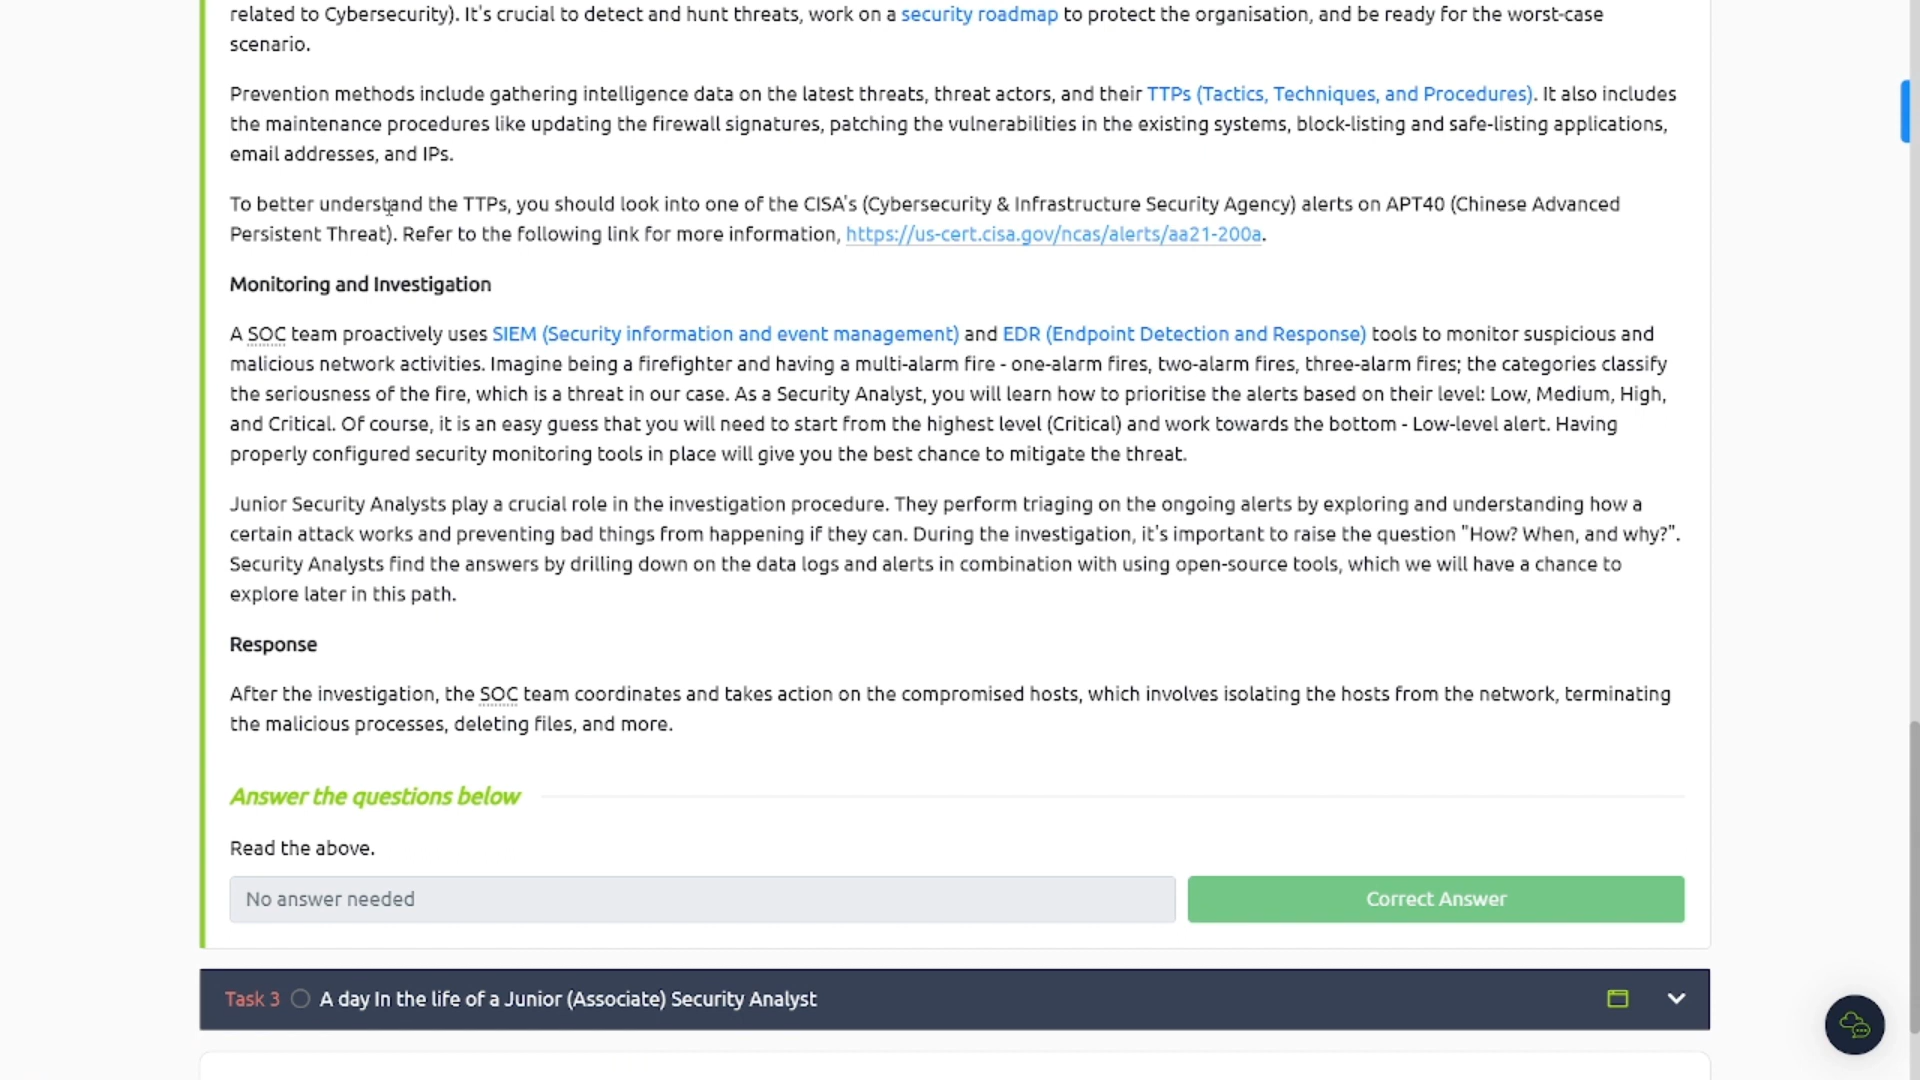 related to Cybersecurity). It's crucial to detect and hunt threats, work on a security roadmap to protect the organisation, and be ready for the worst-case
scenario.
Prevention methods include gathering intelligence data on the latest threats, threat actors, and their TTPs (Tactics, Techniques, and Procedures). It also includes
the maintenance procedures like updating the firewall signatures, patching the vulnerabilities in the existing systems, block-listing and safe-listing applications,
email addresses, and IPs.
To better understand the TTPs, you should look into one of the CISA's (Cybersecurity & Infrastructure Security Agency) alerts on APT40 (Chinese Advanced
Persistent Threat). Refer to the following link for more information, https://us-cert.cisa.gov/ncas/alerts/aa21-200a.
Monitoring and Investigation
A SOC team proactively uses SIEM (Security information and event management) and EDR (Endpoint Detection and Response) tools to monitor suspicious and
malicious network activities. Imagine being a firefighter and having a multi-alarm fire - one-alarm fires, two-alarm fires, three-alarm fires; the categories classify
the seriousness of the fire, which is a threat in our case. As a Security Analyst, you will learn how to prioritise the alerts based on their level: Low, Medium, High,
and Critical. Of course, it is an easy guess that you will need to start from the highest level (Critical) and work towards the bottom - Low-level alert. Having
properly configured security monitoring tools in place will give you the best chance to mitigate the threat.
Junior Security Analysts play a crucial role in the investigation procedure. They perform triaging on the ongoing alerts by exploring and understanding how a
certain attack works and preventing bad things from happening if they can. During the investigation, it's important to raise the question "How? When, and why?".
Security Analysts find the answers by drilling down on the data logs and alerts in combination with using open-source tools, which we will have a chance to
explore later in this path.
Response
After the investigation, the SOC team coordinates and takes action on the compromised hosts, which involves isolating the hosts from the network, terminating
the malicious processes, deleting files, and more.
Answer the questions below
Read the above.
No answer needed
Correct Answer
Task 3 A day In the life of a Junior (Associate) Security Analyst